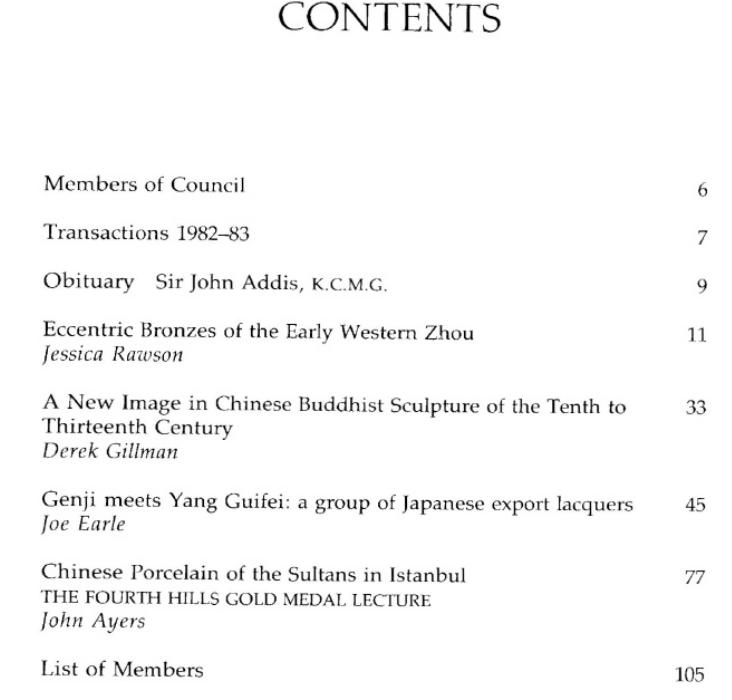 CONTENTS
Members of Council 6
Transactions 1982–83 7
Obituary Sir John Addis, K.C.M.G. 9
Eccentric Bronzes of the Early Western Zhou 11
Jessica Rawson
A New Image in Chinese Buddhist Sculpture of the Tenth to 33
Thirteenth Century
Derek Gillman
Genji meets Yang Guifei: a group of Japanese export lacquers 45
Joe Earle
Chinese Porcelain of the Sultans in Istanbul 77
THE FOURTH HILLS GOLD MEDAL LECTURE
John Ayers
List of Members 105